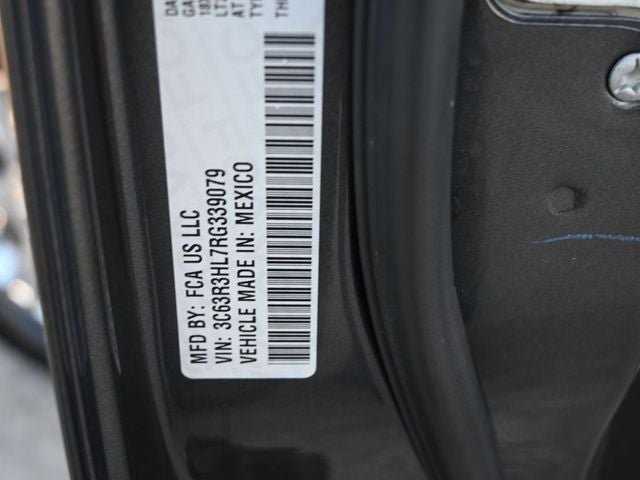 MFD BY: FCA US LLC
VIN: 3C63R3HL7RG339079
VEHICLE MADE IN: MEXICO